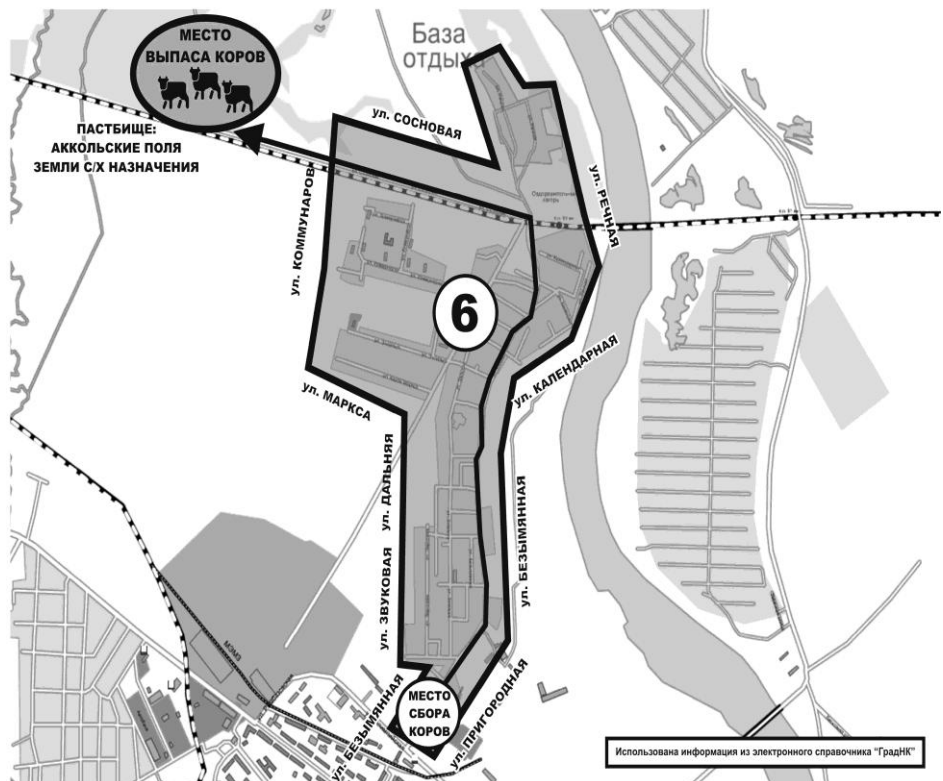 МЕСТО
ВЫПАСА КОРОВ
База
отдыха
ПАСТБИЩЕ:
АККОЛЬСКИЕ ПОЛЯ
ЗЕМЛИ С/Х НАЗНАЧЕНИЯ
ул. СОСНОВАЯ
ул. РЕЧНАЯ
ул. КОММУНАРОВ
6
ул. КАЛЕНДАРНАЯ
ул. МАРКСА
ул. ДАЛЬНЯЯ
ул. БЕЗЫМЯННАЯ
ул. ЗВУКОВАЯ
МЭМЗ
МЕСТО
СБОРА
КОРОВ
ул. БЕЗЫМЯННАЯ
ул. ПРИГОРОДНАЯ
Использована информация из электронного справочника "ГрадНК"